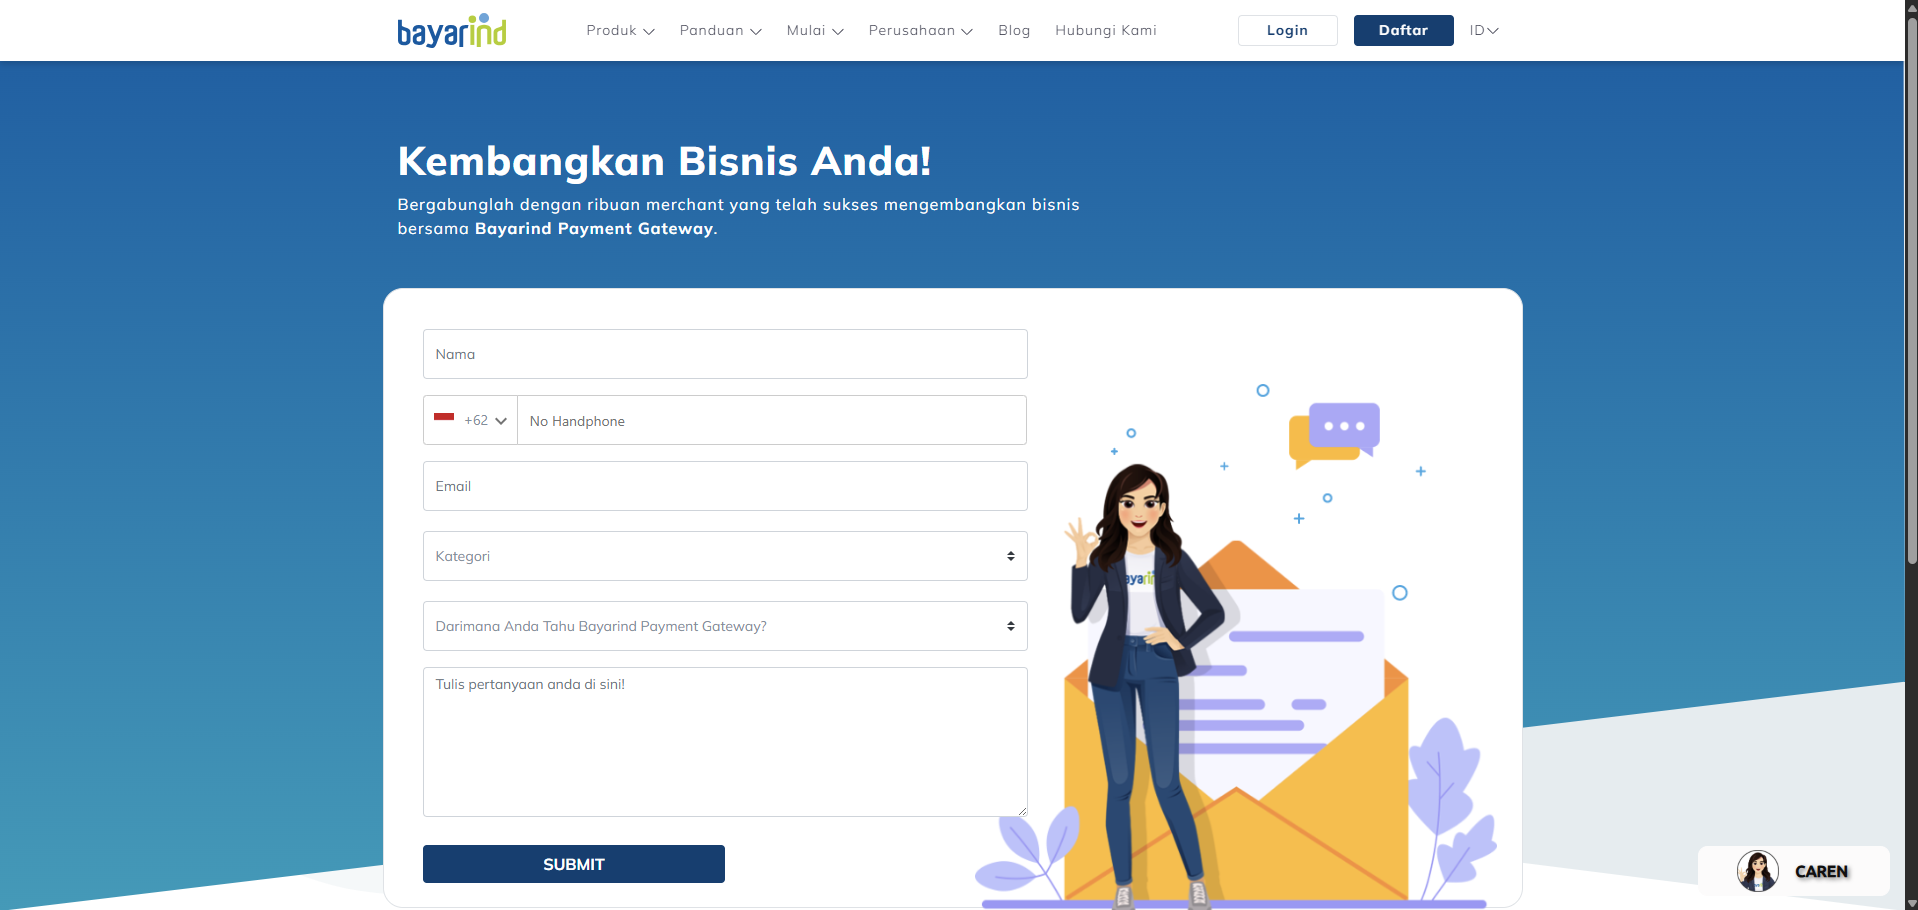 bayarind
Produk
Panduan
Mulai
Perusahaan
Blog
Hubungi Kami
Login
Daftar
ID
Kembangkan Bisnis Anda!
Bergabunglah dengan ribuan merchant yang telah sukses mengembangkan bisnis
bersama Bayarind Payment Gateway.
Nama
+62
No Handphone
Email
Kategori
Darimana Anda Tahu Bayarind Payment Gateway?
Tulis pertanyaan anda di sini!
SUBMIT
CAREN